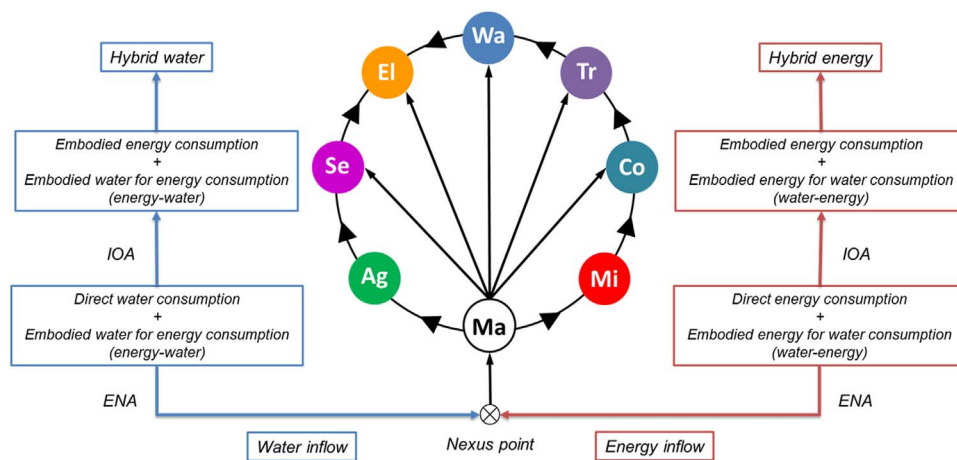 Hybrid water
Embodied energy consumption
+
Embodied water for energy consumption
(energy-water)
IOA
Direct water consumption
+
Embodied water for energy consumption
(energy-water)
ENA
Water inflow
Wa
El
Tr
Se
Co
Ag
Mi
Ma
Nexus point
Hybrid energy
Embodied energy consumption
+
Embodied energy for water consumption
(water-energy)
IOA
Direct energy consumption
+
Embodied energy for water consumption
(water-energy)
ENA
Energy inflow